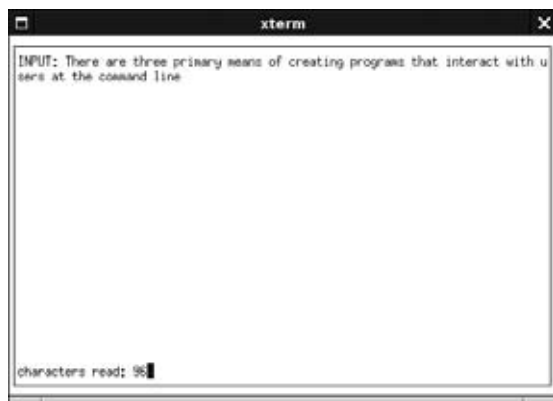 xterm
INPUT: There are three primary means of creating programs that interact with u
sers at the command line
characters read: 96